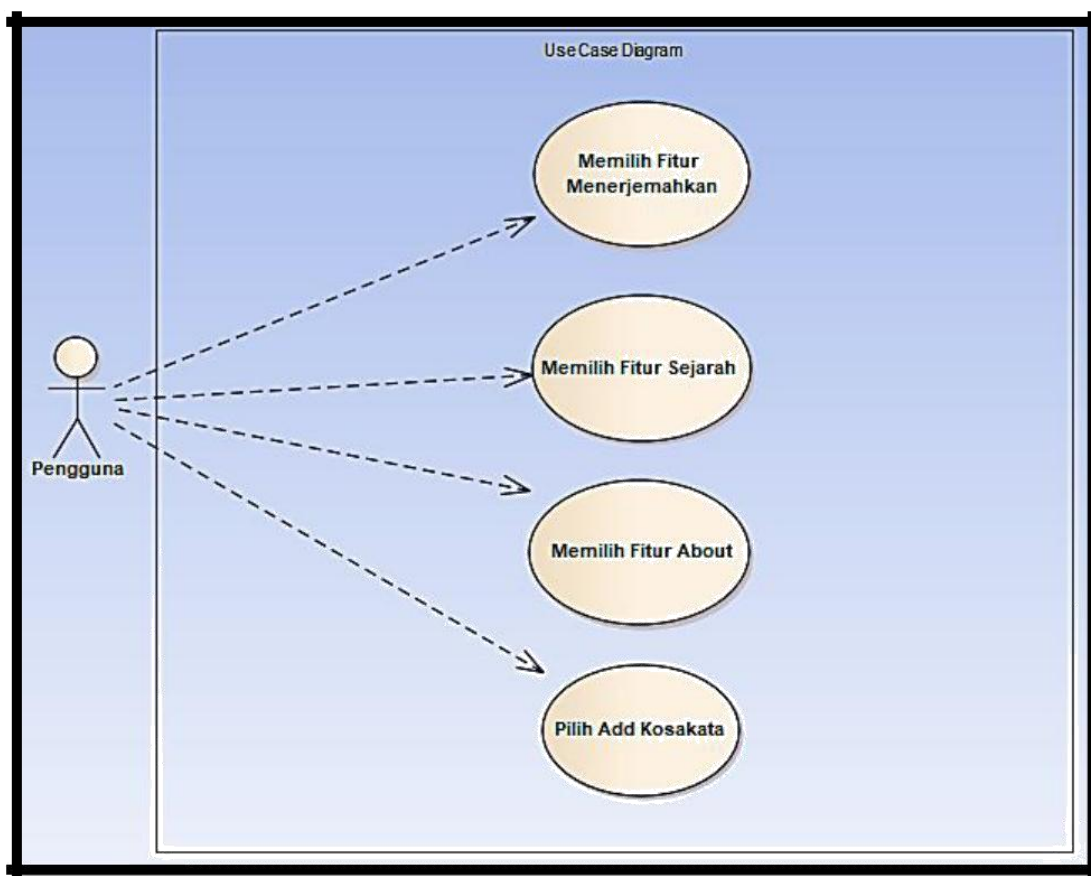 Use Case Diagram
Memilih Fitur
Menerjemahkan
Memilih Fitur Sejarah
Pengguna
Memilih Fitur About
Pilih Add Kosakata